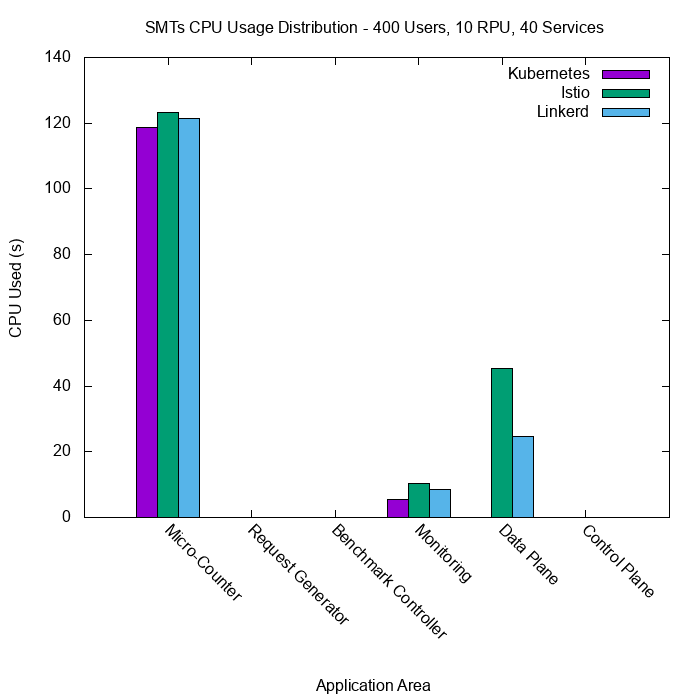 SMTs CPU Usage Distribution - 400 Users, 10 RPU, 40 Services
140
120
100
80
60
40
20
0
CPU Used (s)
Kubernetes
Istio
Linkerd
Micro-Counter
Request Generator
Benchmark Controller
Monitoring
Data Plane
Control Plane
Application Area